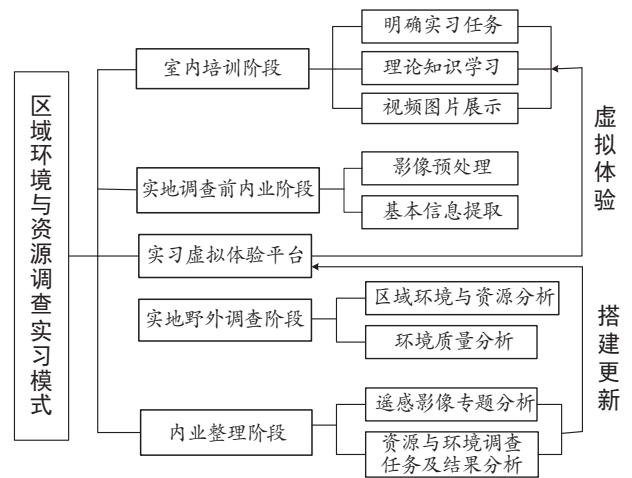 区域环境与资源调查实习模式
室内培训阶段
明确实习任务
理论知识学习
视频图片展示
实地调查前内业阶段
影像预处理
基本信息提取
实习虚拟体验平台
实地野外调查阶段
区域环境与资源分析
环境质量分析
内业整理阶段
遥感影像专题分析
资源与环境调查
任务及结果分析
虚拟体验
搭建更新